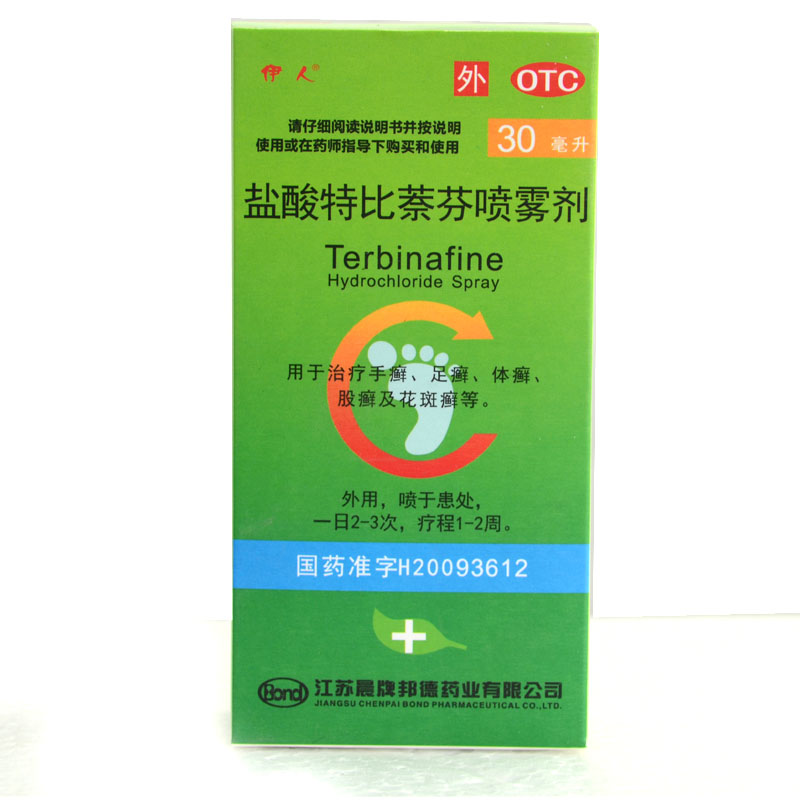 伊人®
外 OTC
请仔细阅读说明书并按说明
使用或在药师指导下购买和使用
30 毫升
盐酸特比萘芬喷雾剂
Terbinafine
Hydrochloride Spray
用于治疗手癣、足癣、体癣、
股癣及花斑癣等。
外用，喷于患处，
一日2-3次，疗程1-2周。
国药准字H20093612
Bond 江苏晨牌邦德药业有限公司
JIANGSU CHENPAI BOND PHARMACEUTICAL CO.,LTD.